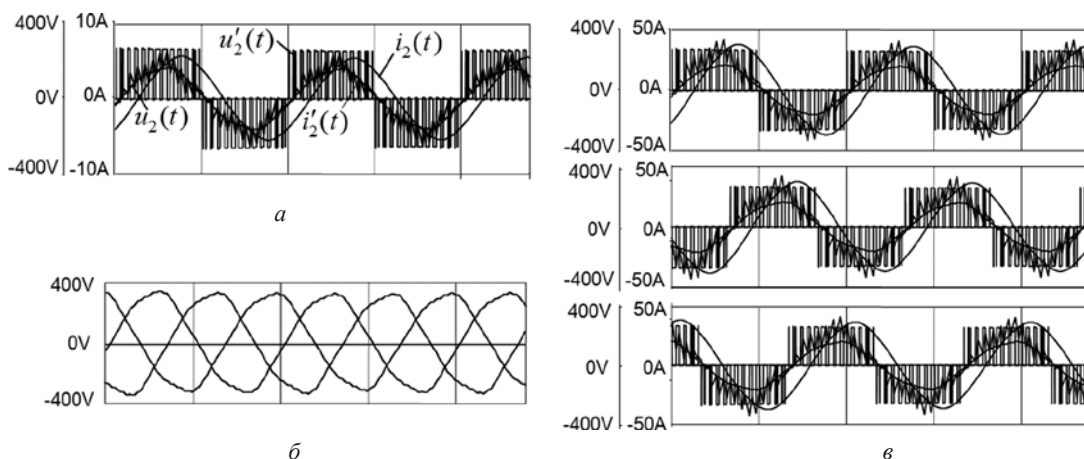 400V 10A
u′₂(t) i₂(t)
0V 0A
u₂(t) i′₂(t)
-400V -10A
а
400V
0V
-400V
б
400V 50A
0V 0A
-400V -50A
400V 50A
0V 0A
-400V -50A
400V 50A
0V 0A
-400V -50A
в